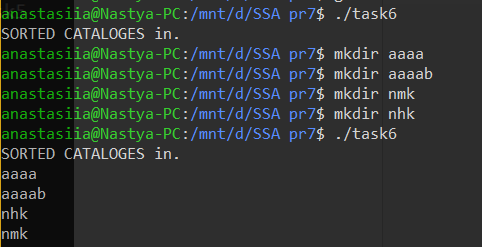 anastasiia@Nastya-PC:/mnt/d/SSA pr7$ ./task6
SORTED CATALOGES in.
anastasiia@Nastya-PC:/mnt/d/SSA pr7$ mkdir aaaa
anastasiia@Nastya-PC:/mnt/d/SSA pr7$ mkdir aaaab
anastasiia@Nastya-PC:/mnt/d/SSA pr7$ mkdir nmk
anastasiia@Nastya-PC:/mnt/d/SSA pr7$ mkdir nhk
anastasiia@Nastya-PC:/mnt/d/SSA pr7$ ./task6
SORTED CATALOGES in.
aaaa
aaaab
nhk
nmk